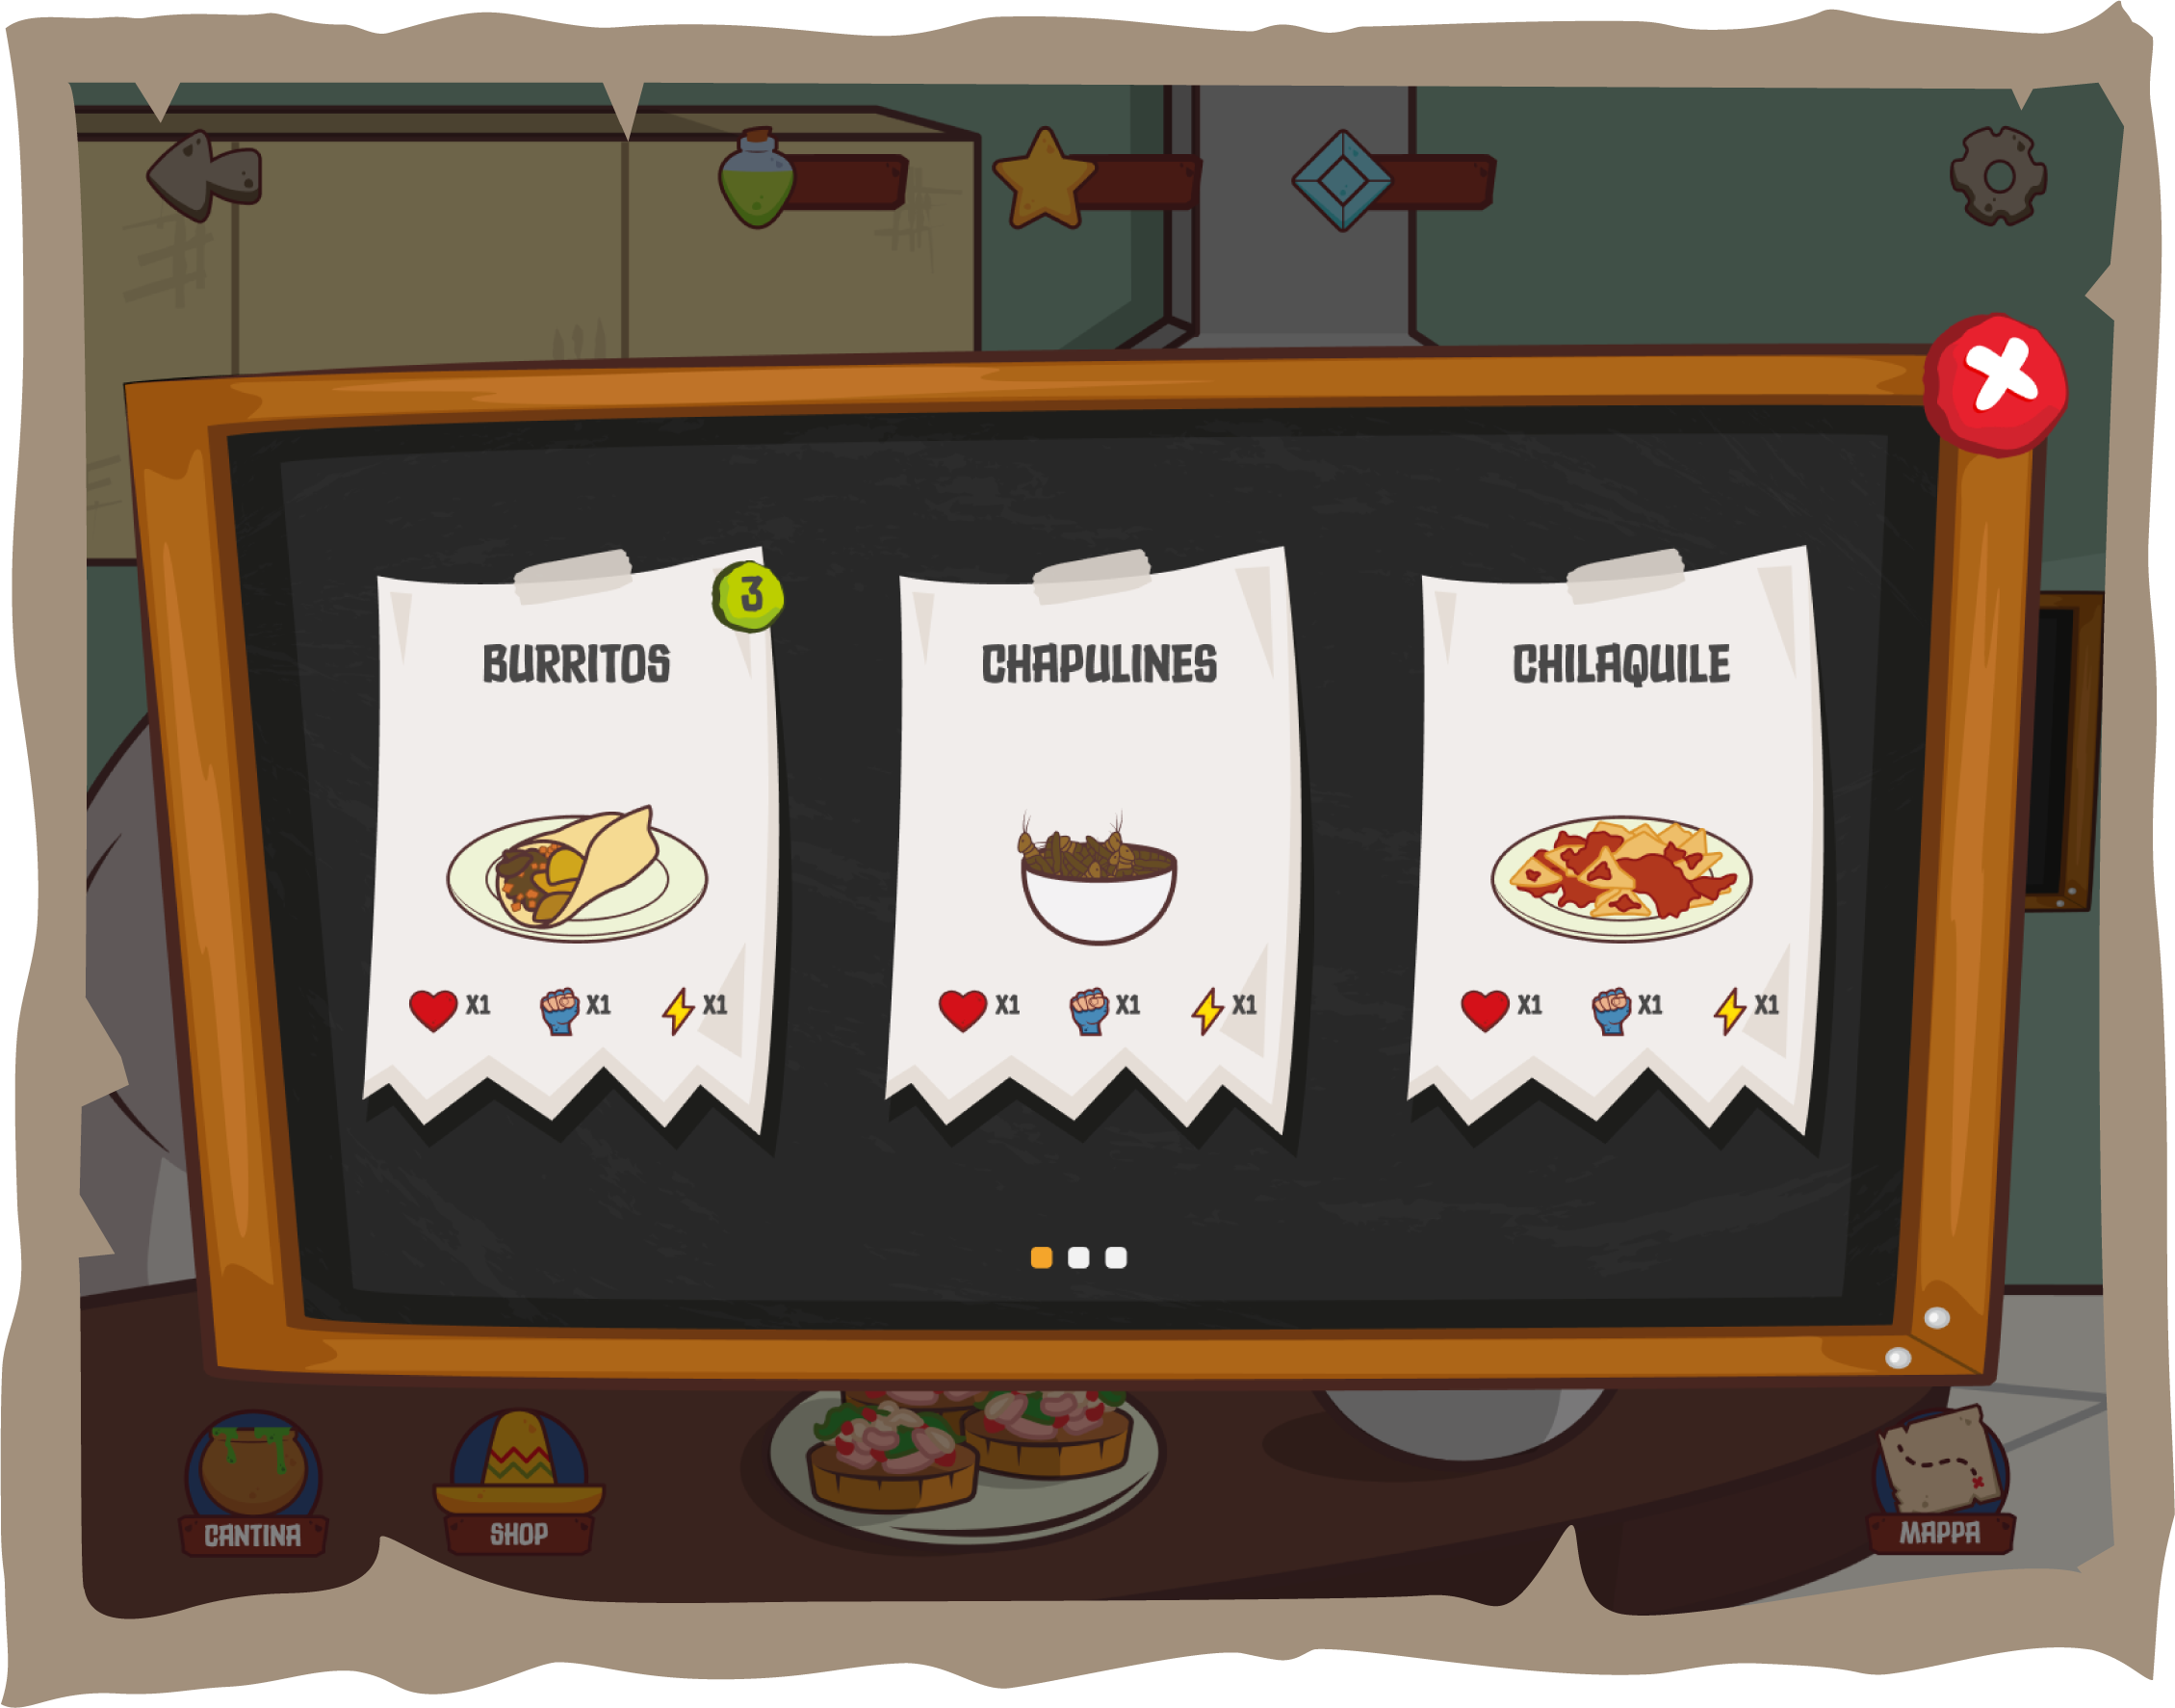 3
BURRITOS
CHAPULINES
CHILAQUILE
X1 X1 X1
X1 X1 X1
X1 X1 X1
CANTINA
SHOP
MAPPA